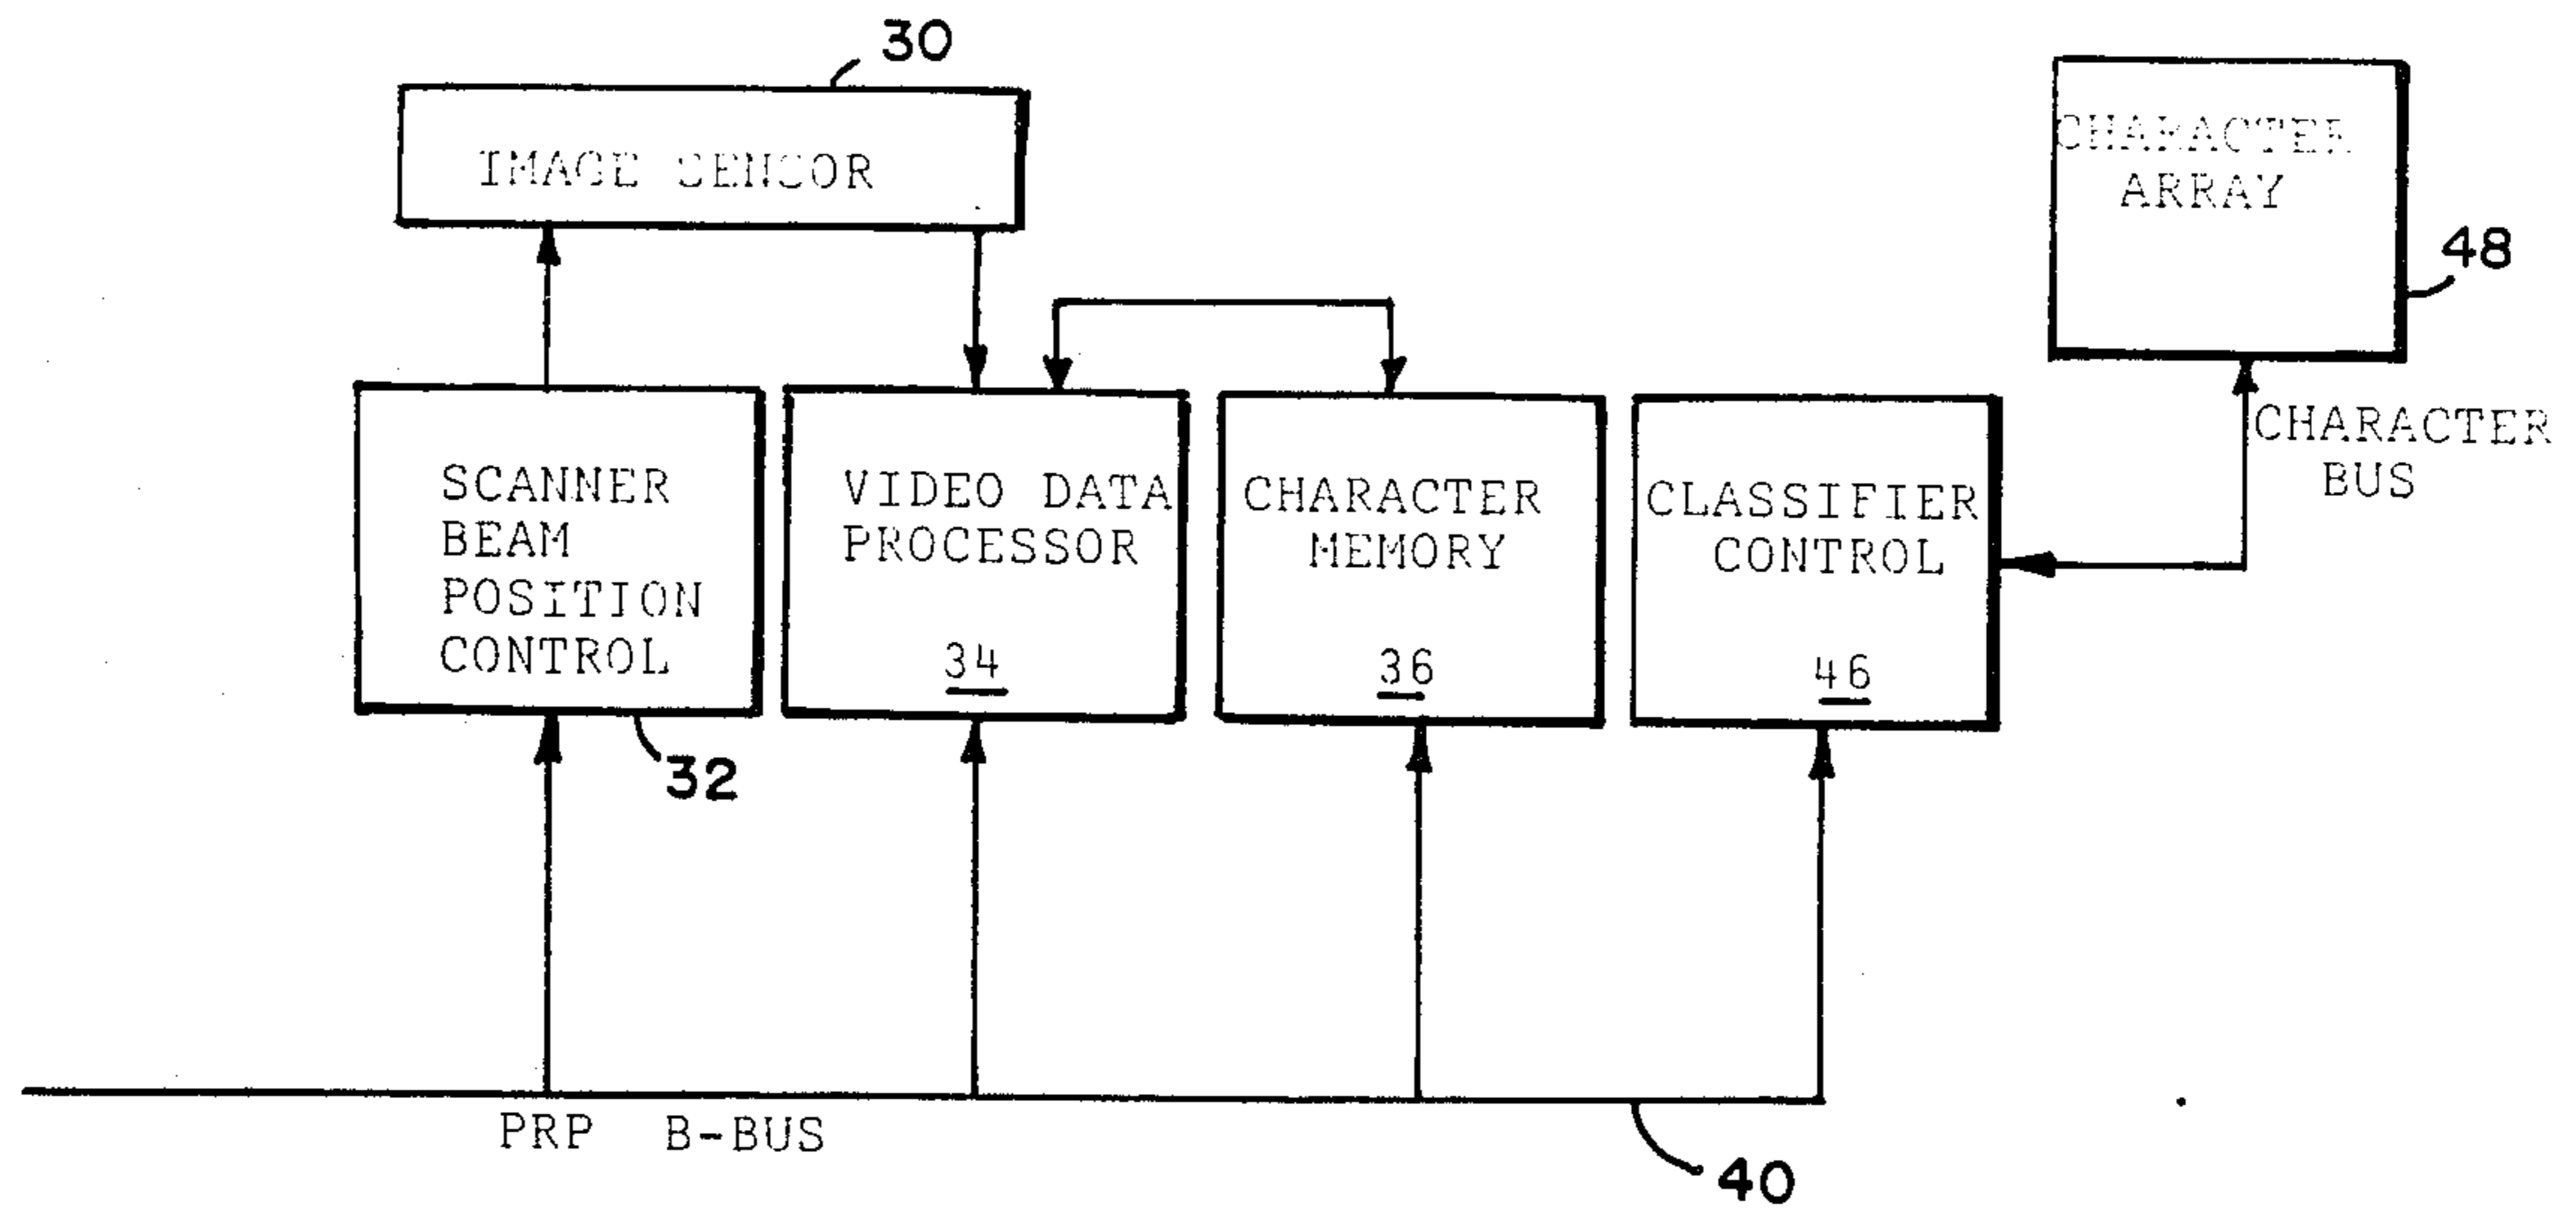 30
IMAGE SENSOR
CHARACTER
ARRAY
48
CHARACTER
BUS
SCANNER
BEAM
POSITION
CONTROL
32
VIDEO DATA
PROCESSOR
34
CHARACTER
MEMORY
36
CLASSIFIER
CONTROL
46
PRP B-BUS
40